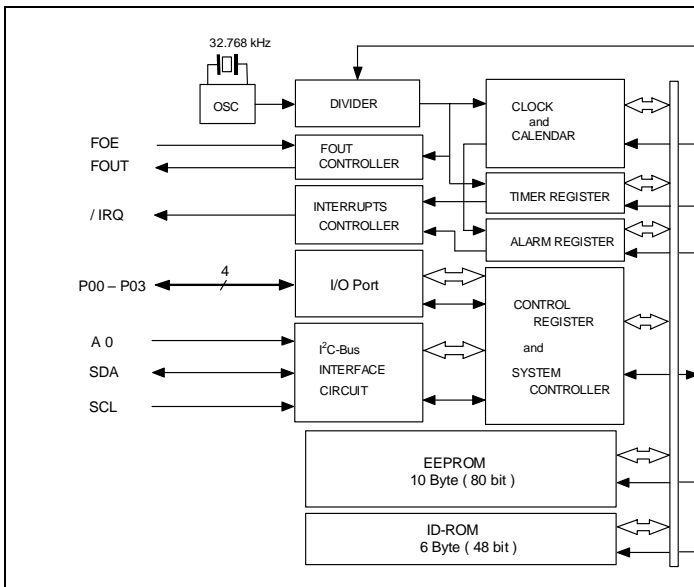 32.768 kHz
OSC
DIVIDER
CLOCK
and
CALENDAR
FOE
FOUT
FOUT
CONTROLLER
TIMER REGISTER
/ IRQ
INTERRUPTS
CONTROLLER
ALARM REGISTER
P00 – P03
4
I/O Port
CONTROL
REGISTER
and
SYSTEM
CONTROLLER
A 0
SDA
SCL
I²C-Bus
INTERFACE
CIRCUIT
EEPROM
10 Byte ( 80 bit )
ID-ROM
6 Byte ( 48 bit )